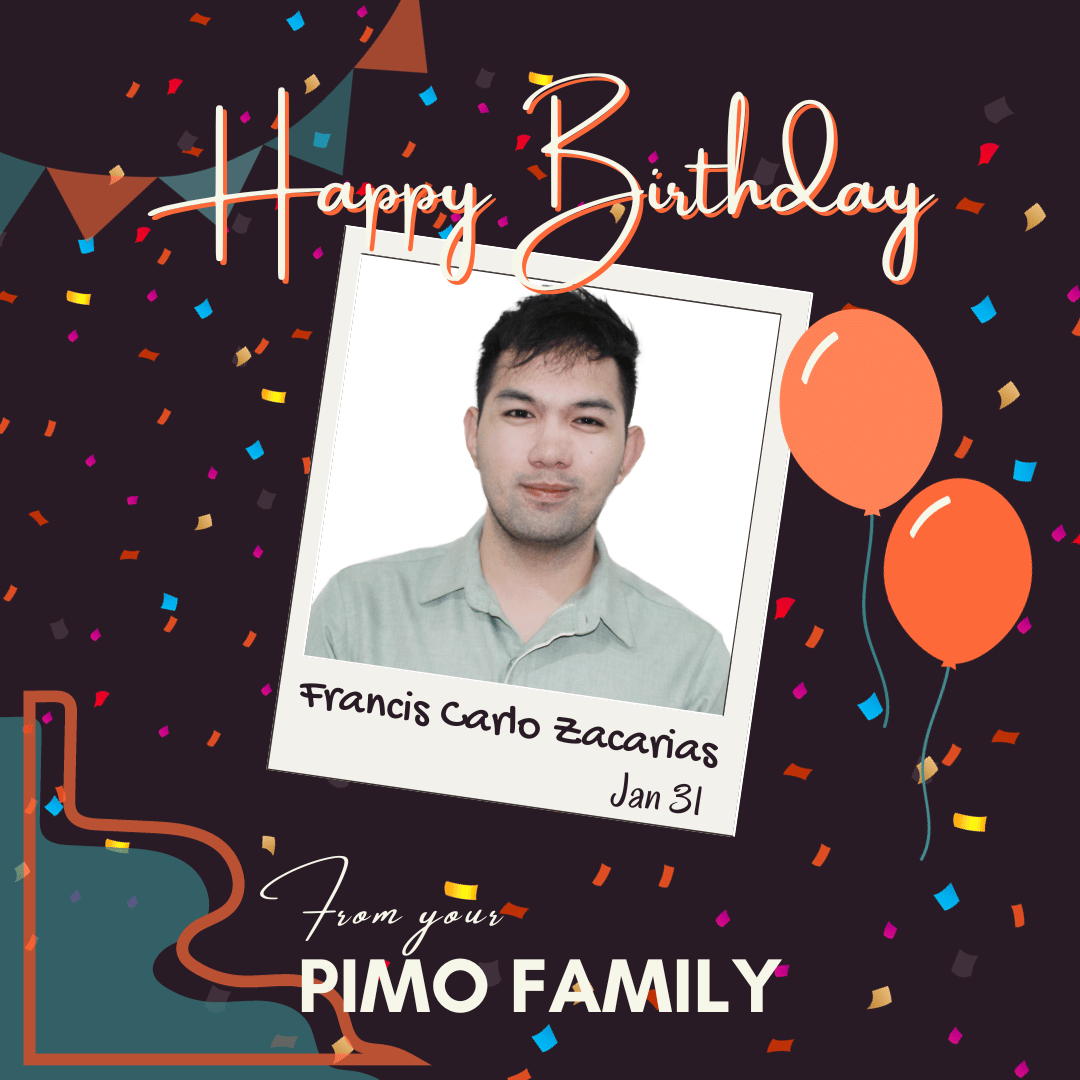 Happy Birthday
Francis Carlo Zacarias
Jan 31
From your
PIMO FAMILY